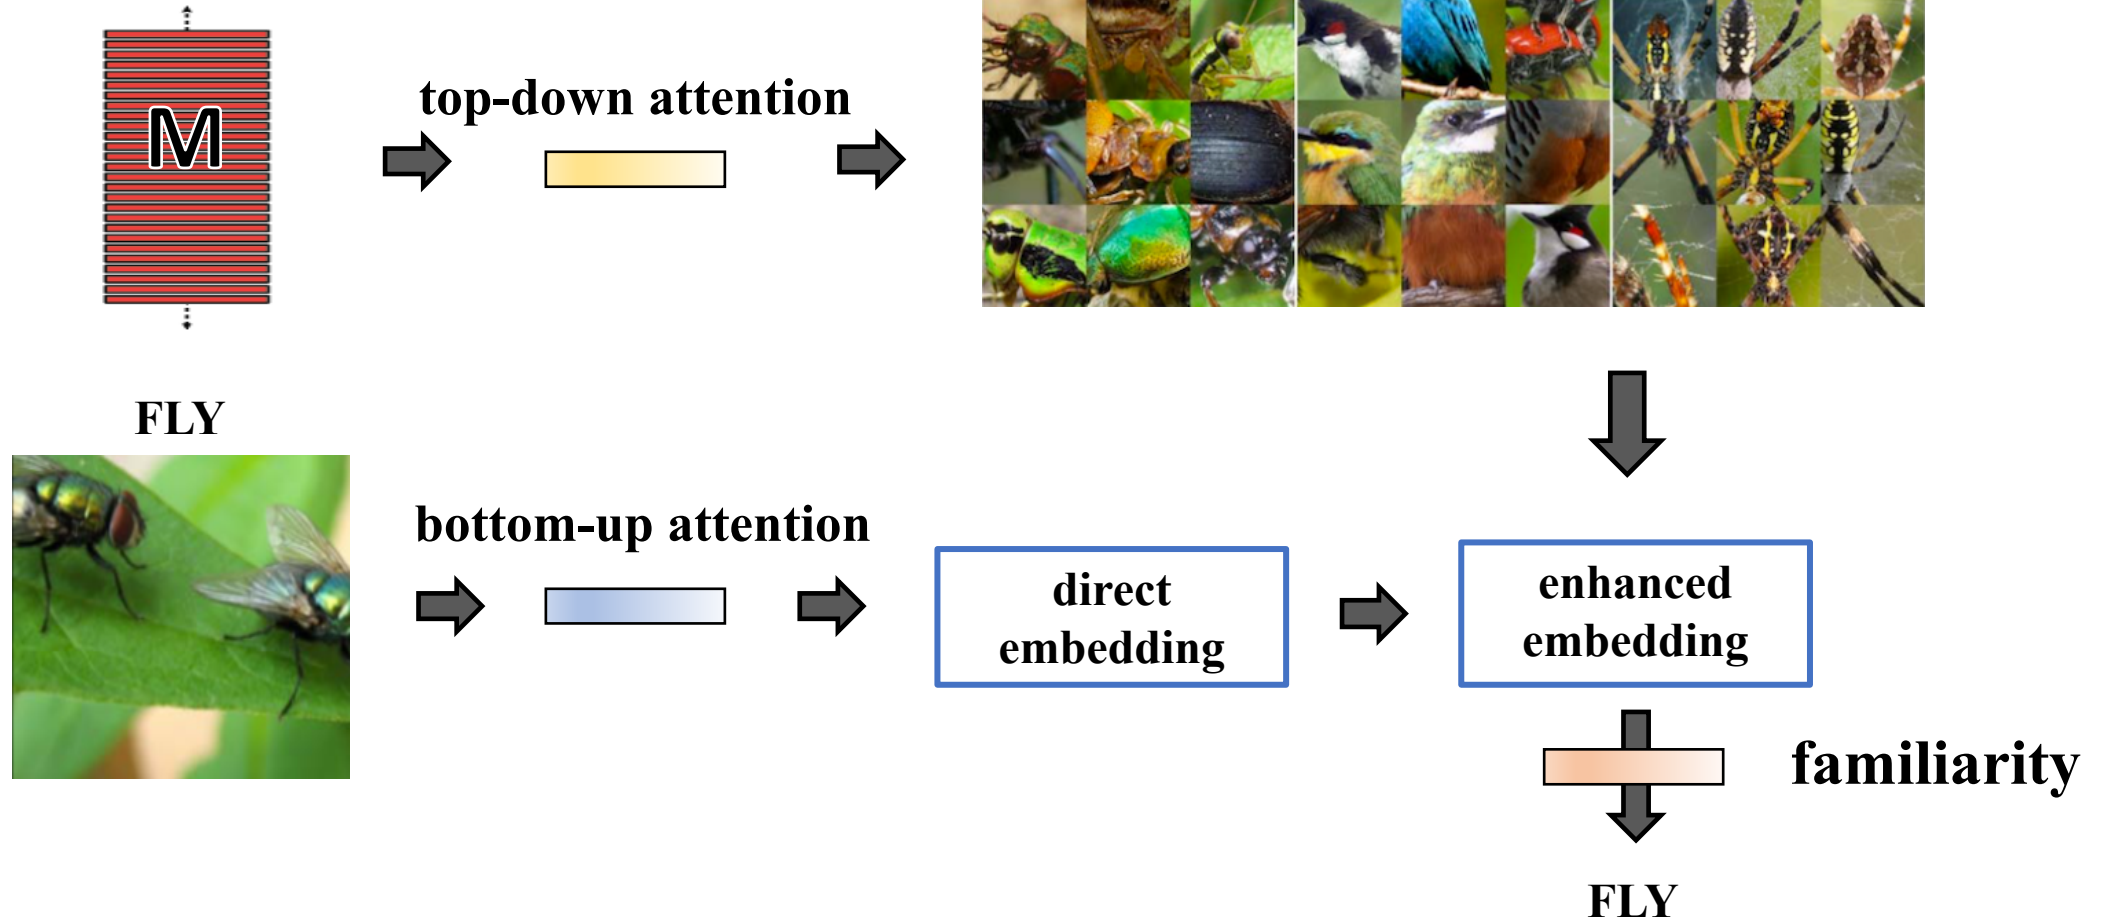 M
top-down attention
FLY
bottom-up attention
direct
embedding
enhanced
embedding
familiarity
FLY